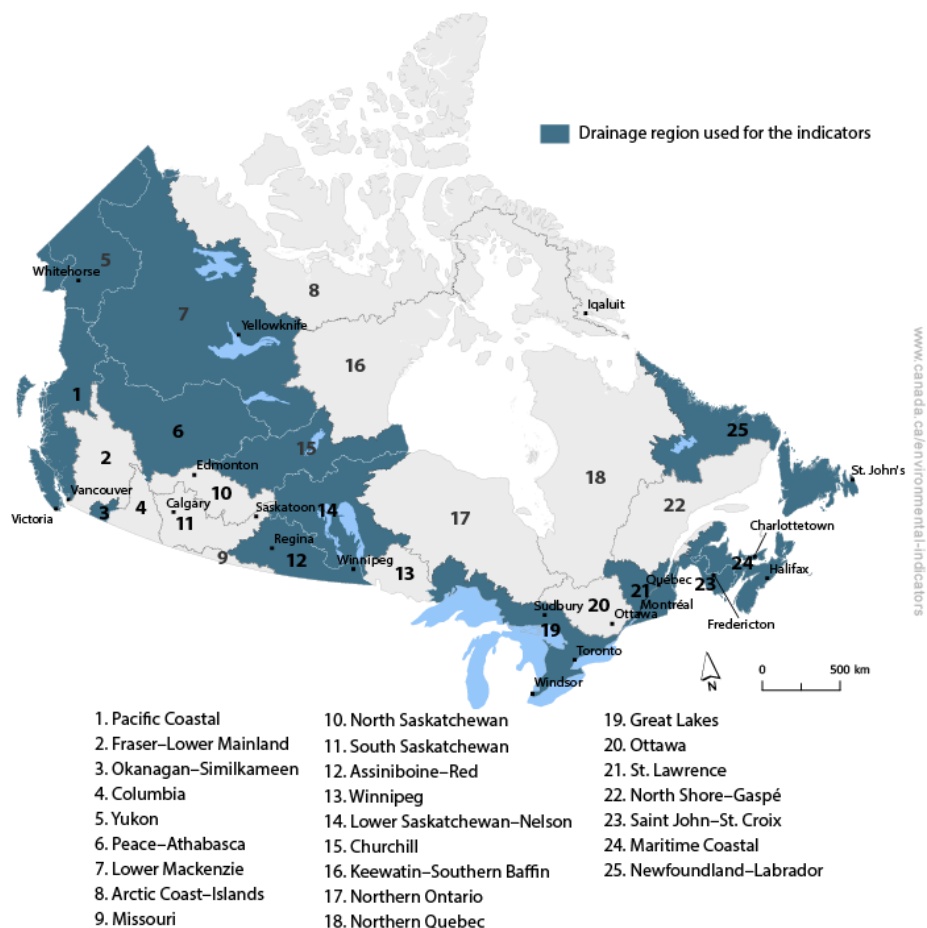 Drainage region used for the indicators
5
Whitehorse
7
Yellowknife
8
Iqaluit
16
1
6
15
25
2
Edmonton
10
18
St. John's
Vancouver
3
4
Calgary
11
Saskatoon
14
17
22
Victoria
Regina
12
9
Winnipeg
13
Charlottetown
24
Halifax
Québec
21
23
Montréal
Sudbury
20
Ottawa
19
Fredericton
Toronto
Windsor
N
0 500 km
www.canada.ca/environmental-indicators
1. Pacific Coastal
2. Fraser–Lower Mainland
3. Okanagan–Similkameen
4. Columbia
5. Yukon
6. Peace–Athabasca
7. Lower Mackenzie
8. Arctic Coast–Islands
9. Missouri
10. North Saskatchewan
11. South Saskatchewan
12. Assiniboine–Red
13. Winnipeg
14. Lower Saskatchewan–Nelson
15. Churchill
16. Keewatin–Southern Baffin
17. Northern Ontario
18. Northern Quebec
19. Great Lakes
20. Ottawa
21. St. Lawrence
22. North Shore–Gaspé
23. Saint John–St. Croix
24. Maritime Coastal
25. Newfoundland–Labrador